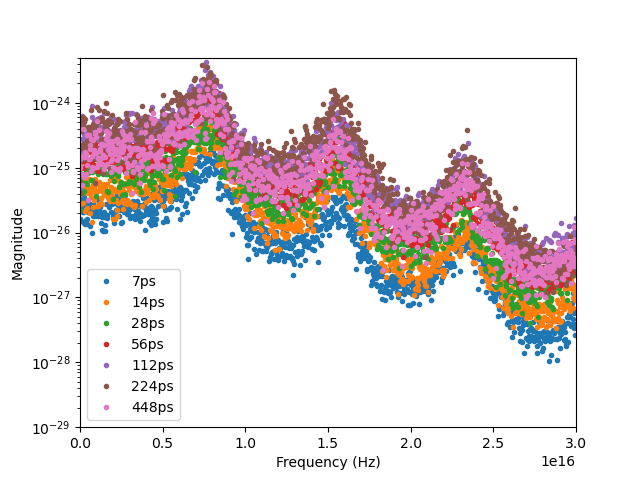 10⁻²⁴
10⁻²⁵
10⁻²⁶
10⁻²⁷
10⁻²⁸
10⁻²⁹
Magnitude
7ps
14ps
28ps
56ps
112ps
224ps
448ps
0.0 0.5 1.0 1.5 2.0 2.5 3.0
Frequency (Hz)
1e16